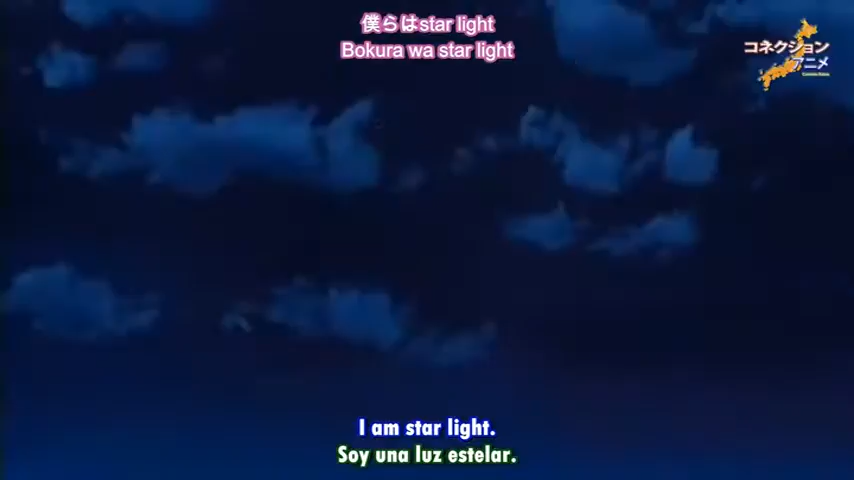 僕らはstar light
Bokura wa star light
コネクション
アニメ
I am star light.
Soy una luz estelar.